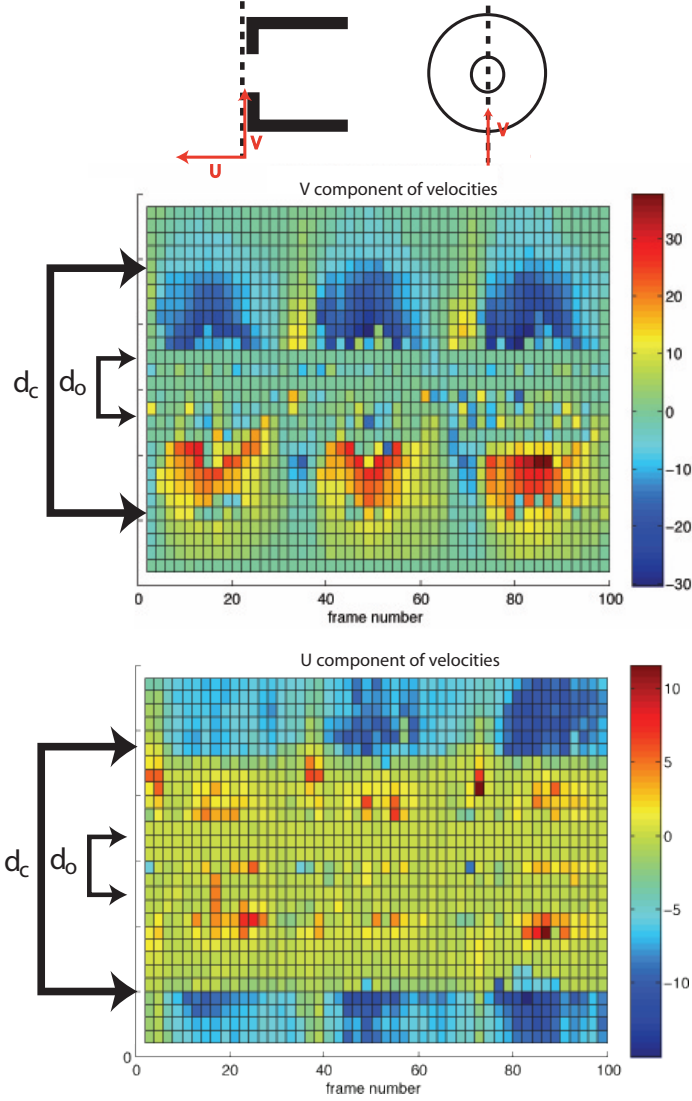 V
U
V
V component of velocities
30
20
10
0
−10
−20
−30
dc
do
0
20
40
60
80
100
frame number
U component of velocities
10
5
0
−5
−10
dc
do
0
0
20
40
60
80
100
frame number